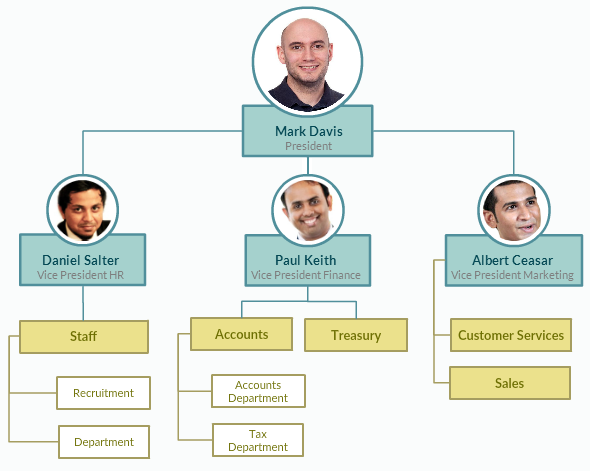 Mark Davis
President
Daniel Salter
Vice President HR
Paul Keith
Vice President Finance
Albert Ceasar
Vice President Marketing
Staff
Accounts
Treasury
Customer Services
Recruitment
Accounts
Department
Sales
Department
Tax
Department